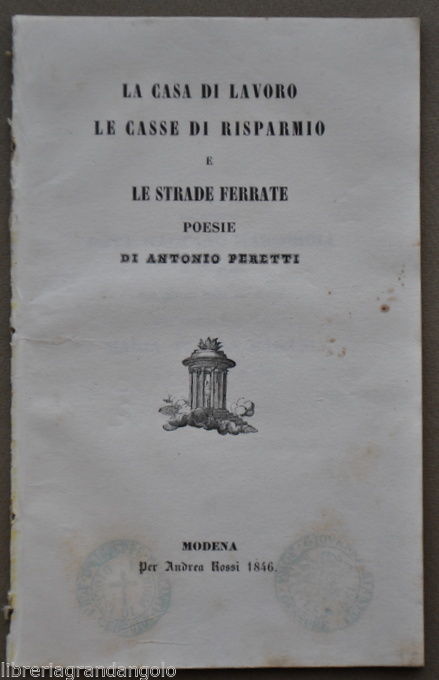 LA CASA DI LAVORO
LE CASSE DI RISPARMIO
E
LE STRADE FERRATE
POESIE
DI ANTONIO PERETTI
MODENA
Per Andrea Rossi 1846.
libreriagrandangolo